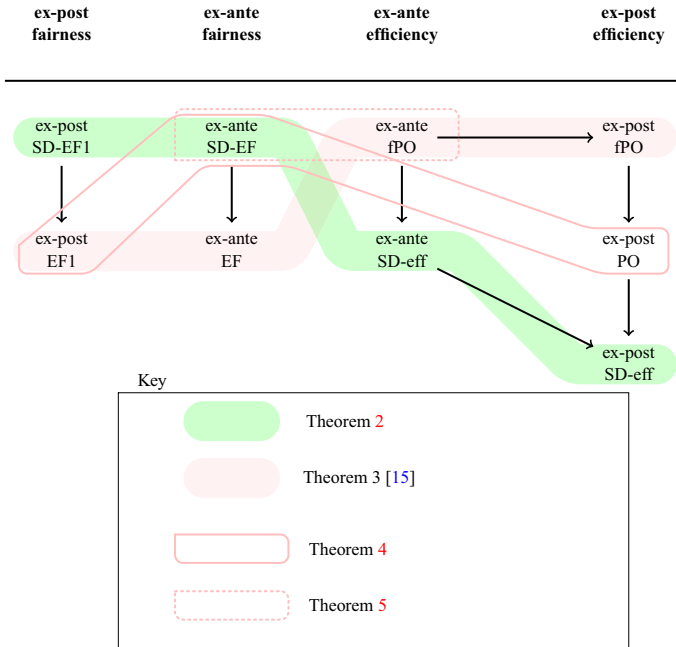 ex-post ex-ante ex-ante ex-post
fairness fairness efficiency efficiency
ex-post ex-ante ex-ante ex-post
SD-EF1 SD-EF fPO fPO
ex-post ex-ante ex-ante ex-post
EF1 EF SD-eff PO
ex-post
SD-eff
Key
Theorem 2
Theorem 3 [15]
Theorem 4
Theorem 5